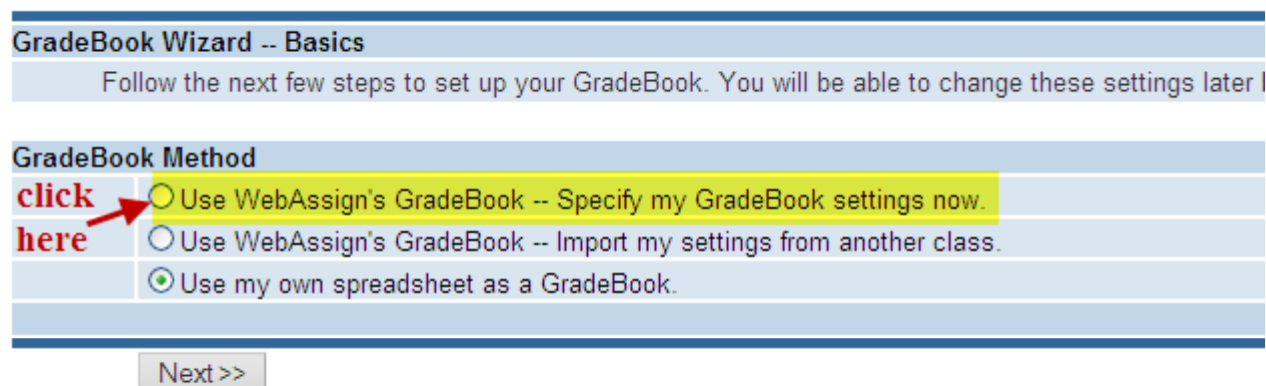 GradeBook Wizard -- Basics
Follow the next few steps to set up your GradeBook. You will be able to change these settings later
GradeBook Method
click
Use WebAssign's GradeBook -- Specify my GradeBook settings now.
here
Use WebAssign's GradeBook -- Import my settings from another class.
Use my own spreadsheet as a GradeBook.
Next >>